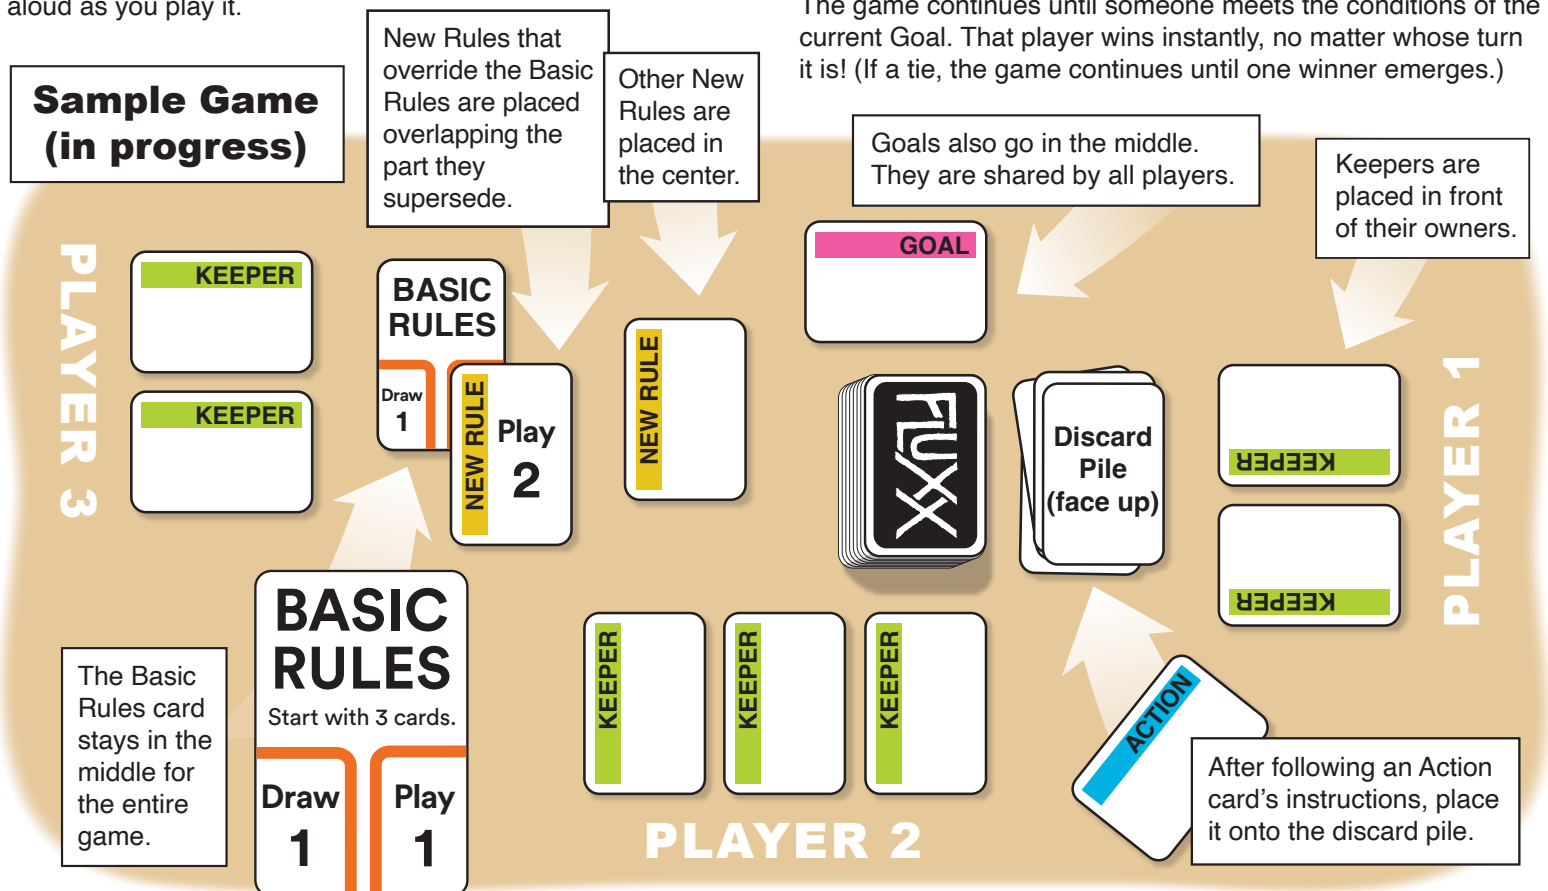 aloud as you play it.
The game continues until someone meets the conditions of the
current Goal. That player wins instantly, no matter whose turn
it is! (If a tie, the game continues until one winner emerges.)
Sample Game
(in progress)
New Rules that
override the Basic
Rules are placed
overlapping the
part they
supersede.
Other New
Rules are
placed in
the center.
Goals also go in the middle.
They are shared by all players.
Keepers are
placed in front
of their owners.
PLAYER 3
KEEPER
KEEPER
BASIC
RULES
Draw
1
NEW RULE
Play
2
NEW RULE
GOAL
FLUXX
Discard
Pile
(face up)
KEEPER
KEEPER
PLAYER 1
The Basic
Rules card
stays in the
middle for
the entire
game.
BASIC
RULES
Start with 3 cards.
Draw
1
Play
1
KEEPER
KEEPER
KEEPER
PLAYER 2
ACTION
After following an Action
card's instructions, place
it onto the discard pile.